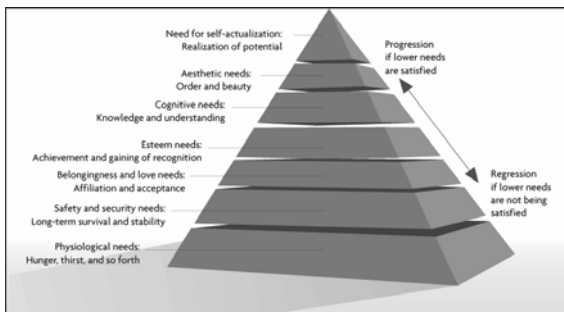 Need for self-actualization:
Realization of potential
Progression
if lower needs
are satisfied
Aesthetic needs:
Order and beauty
Cognitive needs:
Knowledge and understanding
Esteem needs:
Achievement and gaining of recognition
Belongingness and love needs:
Affiliation and acceptance
Regression
if lower needs
are not being
satisfied
Safety and security needs:
Long-term survival and stability
Physiological needs:
Hunger, thirst, and so forth